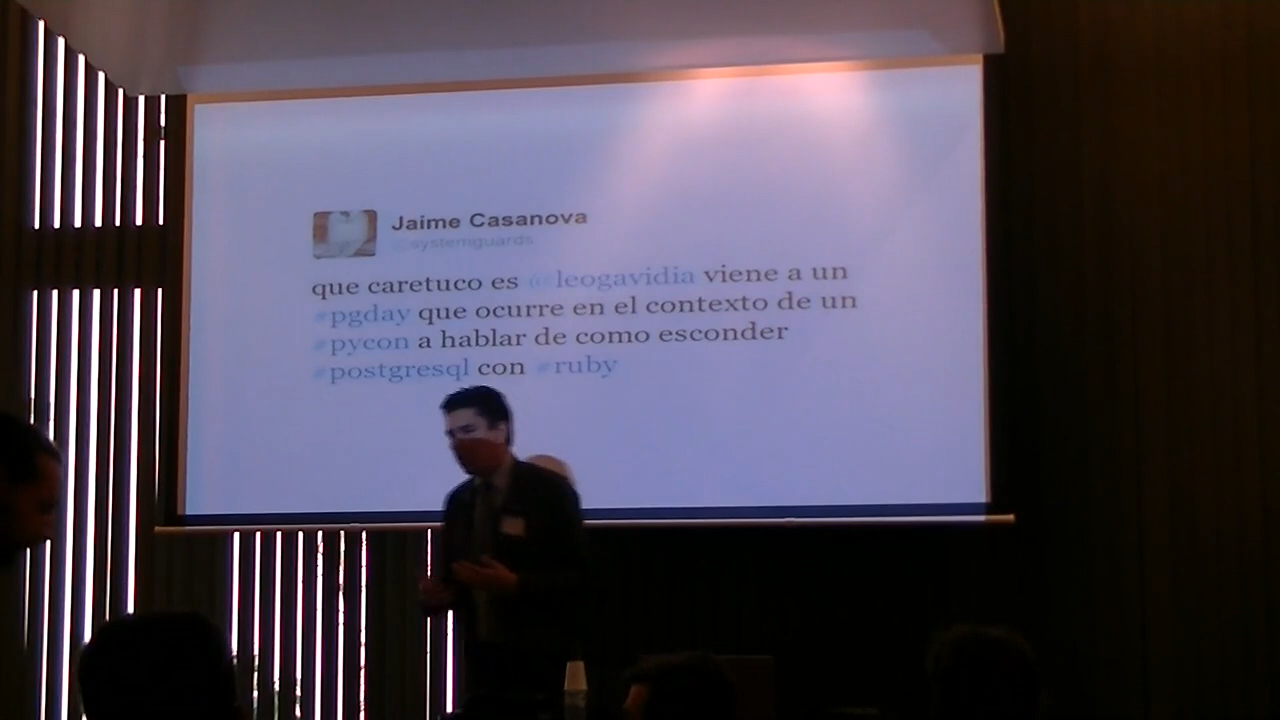 Jaime Casanova
@systemguards
que caretuco es @leogavidia viene a un
#pgday que ocurre en el contexto de un
#pycon a hablar de como esconder
#postgresql con #ruby